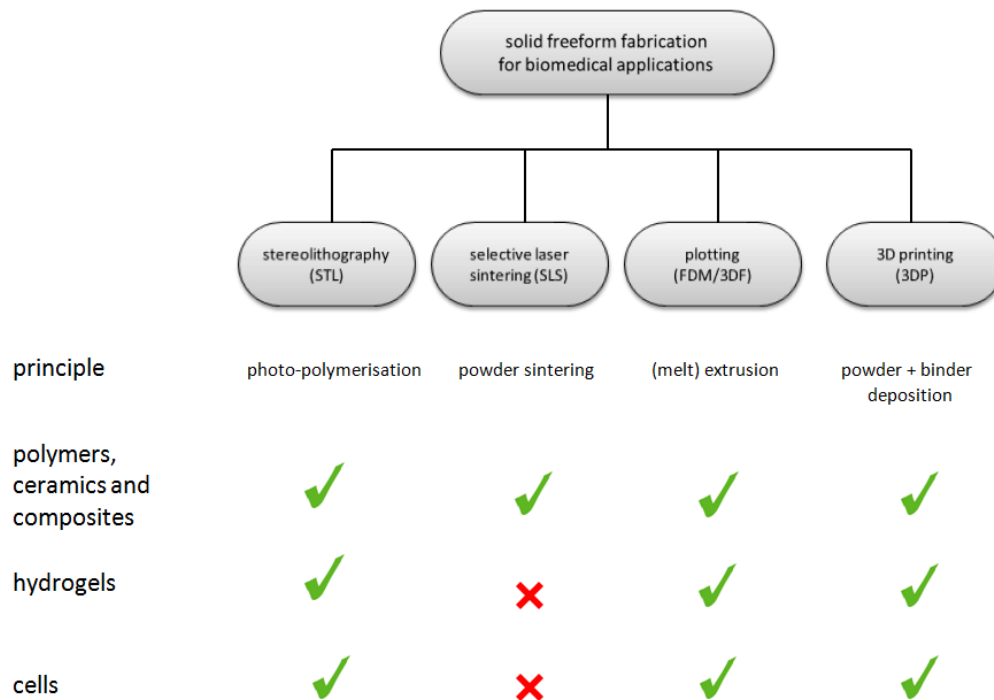 solid freeform fabrication
for biomedical applications
stereolithography
(STL)
selective laser
sintering (SLS)
plotting
(FDM/3DF)
3D printing
(3DP)
principle
photo-polymerisation
powder sintering
(melt) extrusion
powder + binder
deposition
polymers,
ceramics and
composites
hydrogels
cells